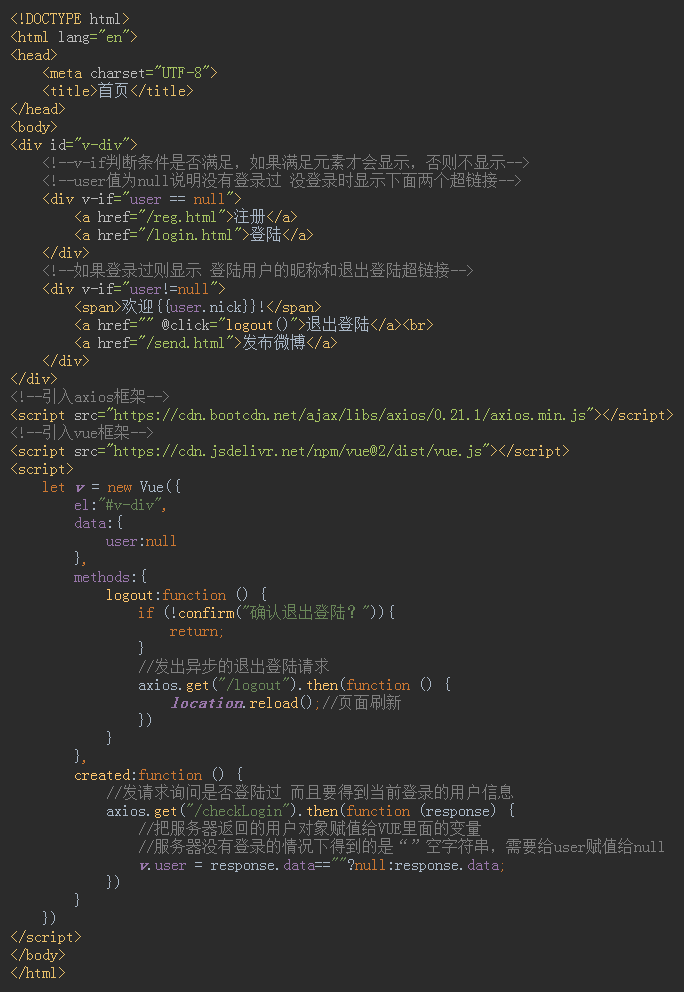 <!DOCTYPE html>
<html lang="en">
<head>
    <meta charset="UTF-8">
    <title>首页</title>
</head>
<body>
<div id="v-div">
    <!--v-if判断条件是否满足，如果满足元素才会显示，否则不显示-->
    <!--user值为null说明没有登录过 没登录时显示下面两个超链接-->
    <div v-if="user == null">
        <a href="/reg.html">注册</a>
        <a href="/login.html">登陆</a>
    </div>
    <!--如果登录过则显示 登陆用户的昵称和退出登陆超链接-->
    <div v-if="user!=null">
        <span>欢迎{{user.nick}}!</span>
        <a href="" @click="logout()">退出登陆</a><br>
        <a href="/send.html">发布微博</a>
    </div>
</div>
<!--引入axios框架-->
<script src="https://cdn.bootcdn.net/ajax/libs/axios/0.21.1/axios.min.js"></script>
<!--引入vue框架-->
<script src="https://cdn.jsdelivr.net/npm/vue@2/dist/vue.js"></script>
<script>
    let v = new Vue({
        el:"#v-div",
        data:{
            user:null
        },
        methods:{
            logout:function () {
                if (!confirm("确认退出登陆？")){
                    return;
                }
                //发出异步的退出登陆请求
                axios.get("/logout").then(function () {
                    location.reload();//页面刷新
                })
            }
        },
        created:function () {
            //发请求询问是否登陆过 而且要得到当前登录的用户信息
            axios.get("/checkLogin").then(function (response) {
                //把服务器返回的用户对象赋值给VUE里面的变量
                //服务器没有登录的情况下得到的是“”空字符串，需要给user赋值给null
                v.user = response.data==""?null:response.data;
            })
        }
    })
</script>
</body>
</html>